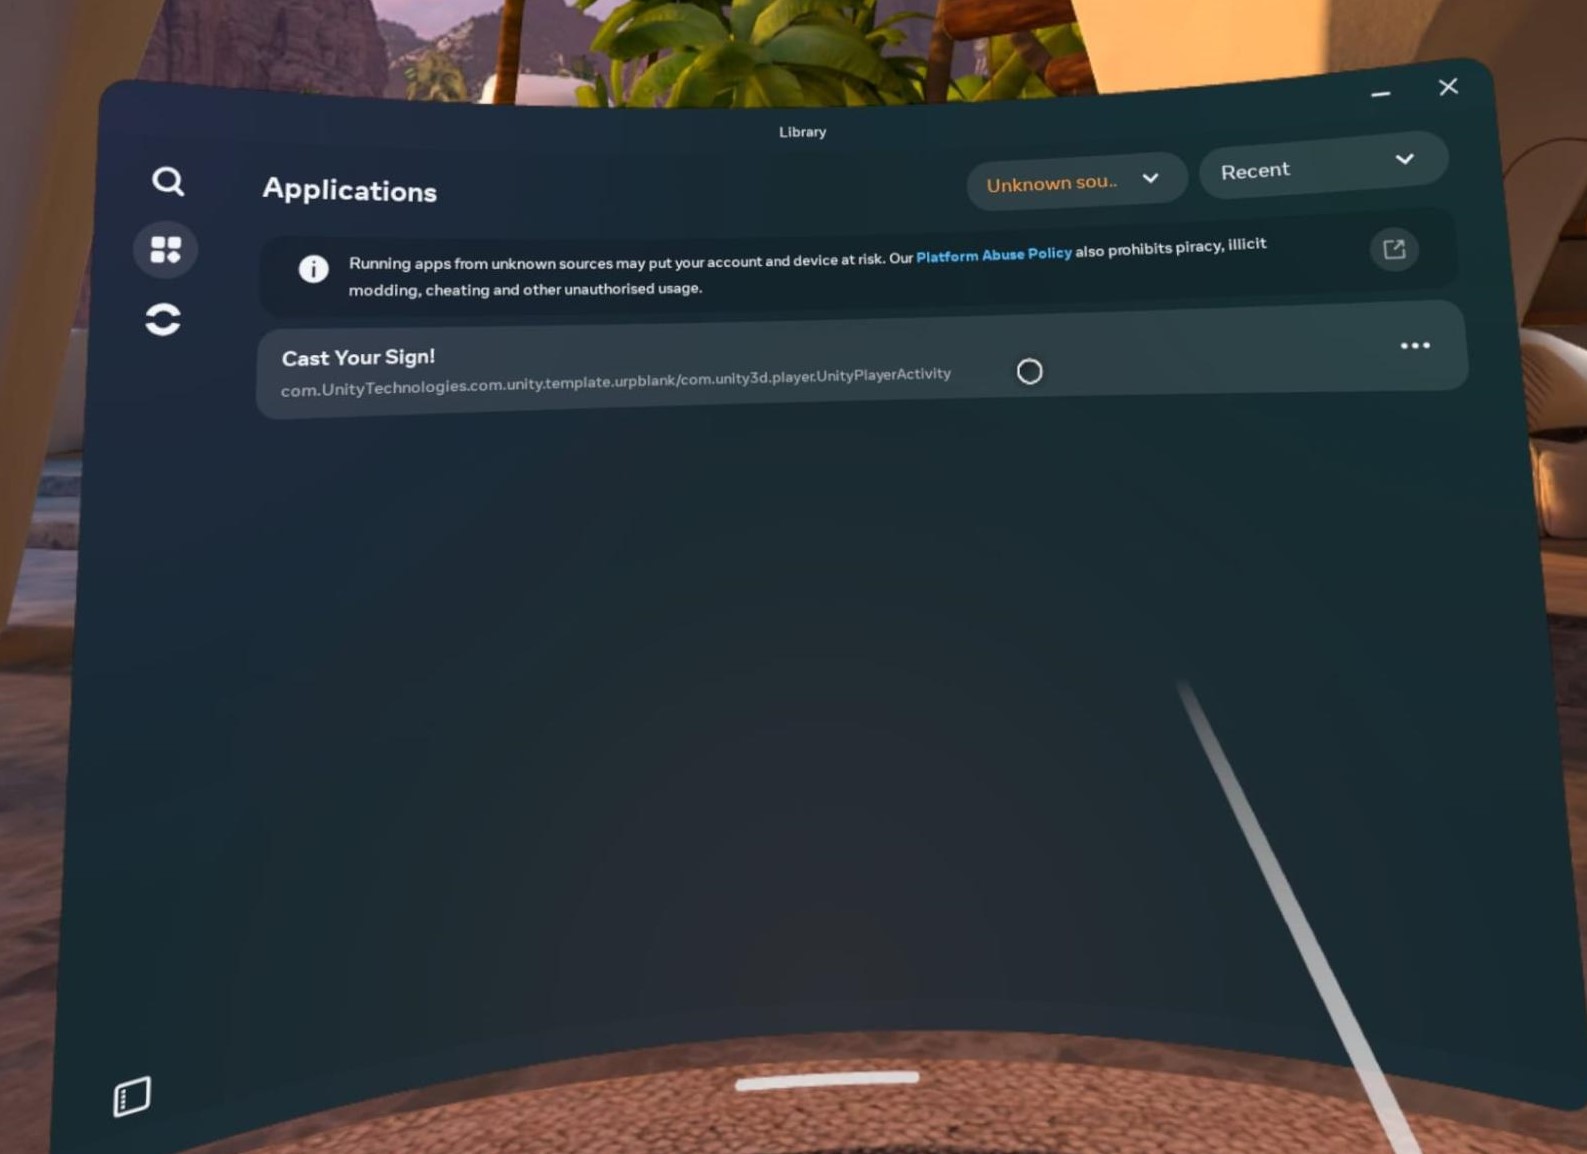 Library
Applications
Unknown sou..
Recent
Running apps from unknown sources may put your account and device at risk. Our Platform Abuse Policy also prohibits piracy, illicit
modding, cheating and other unauthorised usage.
Cast Your Sign!
com.UnityTechnologies.com.unity.template.urpblank/com.unity3d.player.UnityPlayerActivity